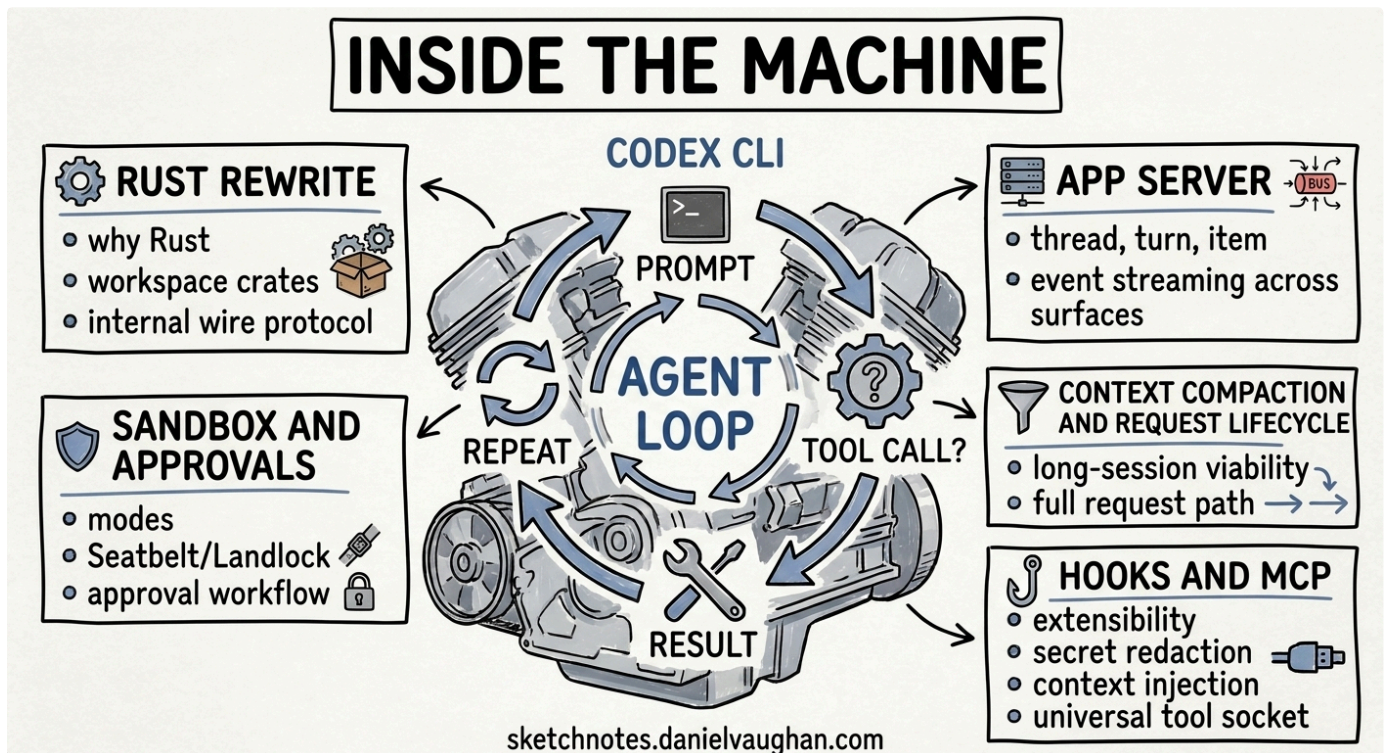 INSIDE THE MACHINE
CODEX CLI
>_
PROMPT
AGENT
LOOP
TOOL CALL?
?
RESULT
REPEAT
RUST REWRITE
why Rust
workspace crates
internal wire protocol
SANDBOX AND
APPROVALS
modes
Seatbelt/Landlock
approval workflow
APP SERVER
BUS
thread, turn, item
event streaming across
surfaces
CONTEXT COMPACTION
AND REQUEST LIFECYCLE
long-session viability
full request path
HOOKS AND MCP
extensibility
secret redaction
context injection
universal tool socket
sketchnotes.danielvaughan.com